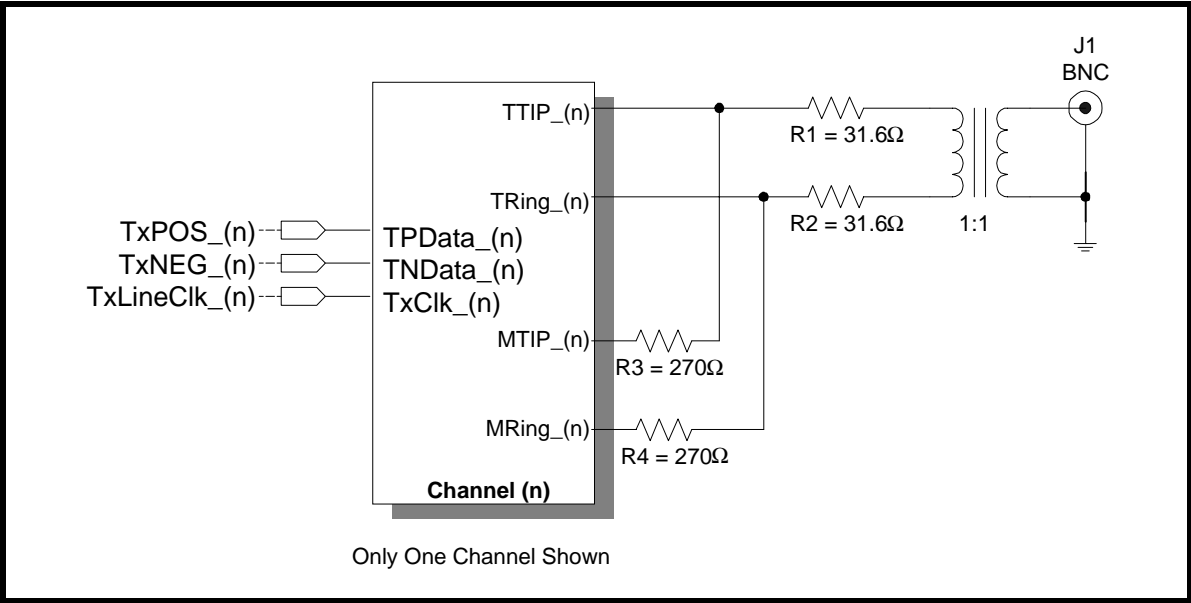 J1
BNC
TTIP_(n)
R1 = 31.6Ω
TRing_(n)
R2 = 31.6Ω
1:1
TxPOS_(n)
TPData_(n)
TxNEG_(n)
TNData_(n)
TxLineClk_(n)
TxClk_(n)
MTIP_(n)
R3 = 270Ω
MRing_(n)
R4 = 270Ω
Channel (n)
Only One Channel Shown